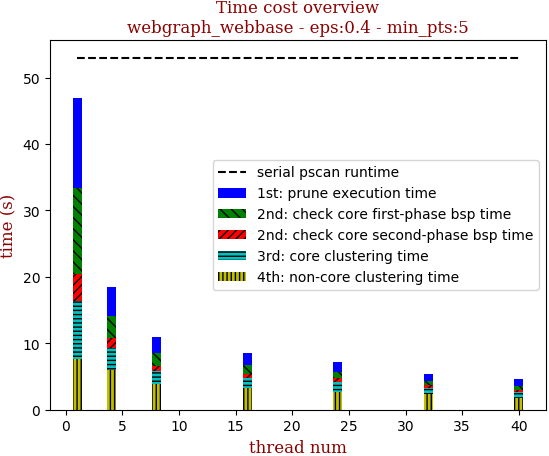 Time cost overview
webgraph_webbase - eps:0.4 - min_pts:5
time (s)
50
40
30
20
10
0
serial pscan runtime
1st: prune execution time
2nd: check core first-phase bsp time
2nd: check core second-phase bsp time
3rd: core clustering time
4th: non-core clustering time
0 5 10 15 20 25 30 35 40
thread num